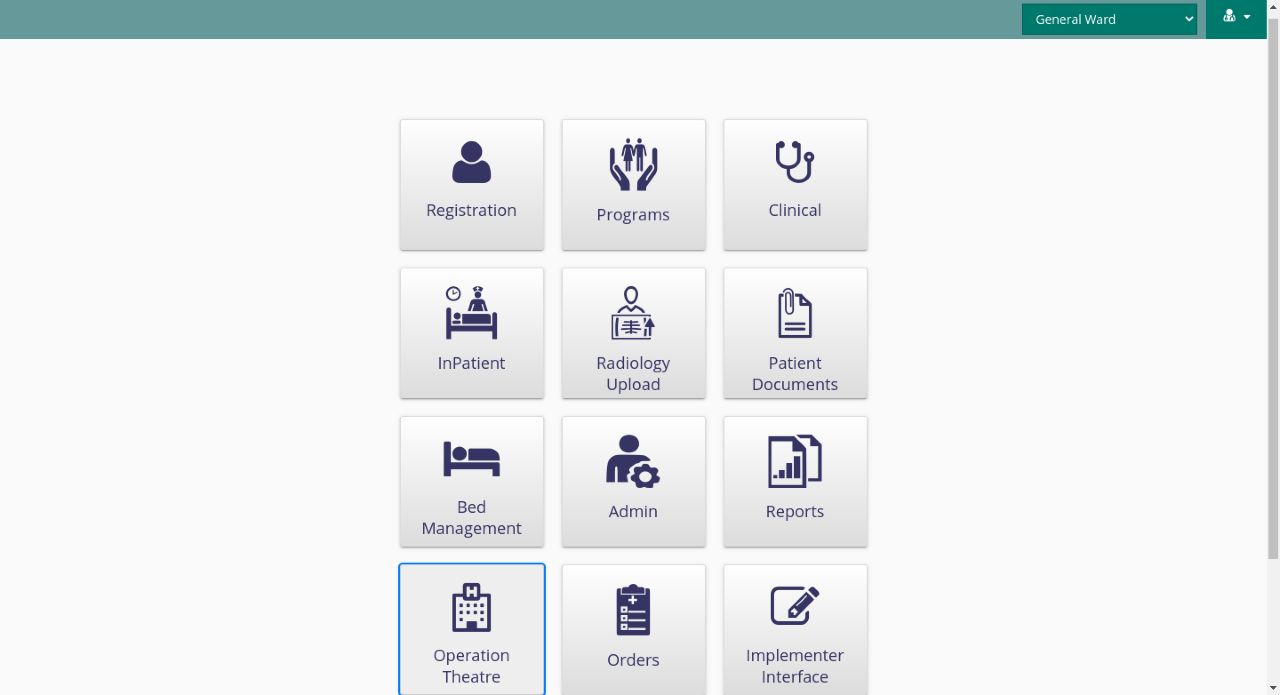 General Ward
Registration
Programs
Clinical
InPatient
Radiology
Upload
Patient
Documents
Bed
Management
Admin
Reports
Operation
Theatre
Orders
Implementer
Interface